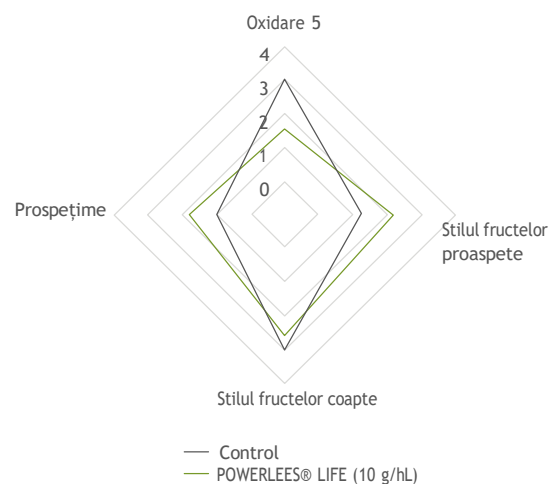 Oxidare 5
4
3
2
1
0
Prospețime
Stilul fructelor
proaspete
Stilul fructelor coapte
Control
POWERLEES® LIFE (10 g/hL)